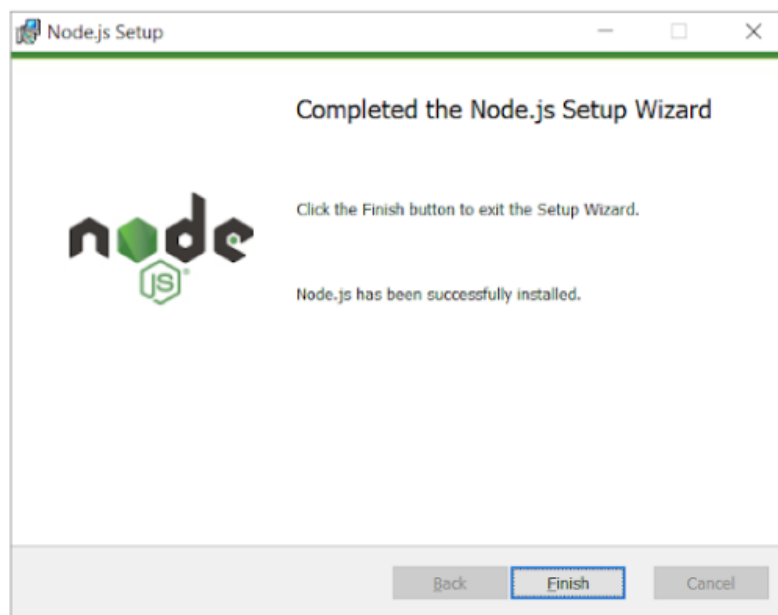 Node.js Setup
Completed the Node.js Setup Wizard
node
JS
Click the Finish button to exit the Setup Wizard.
Node.js has been successfully installed.
Back
Finish
Cancel